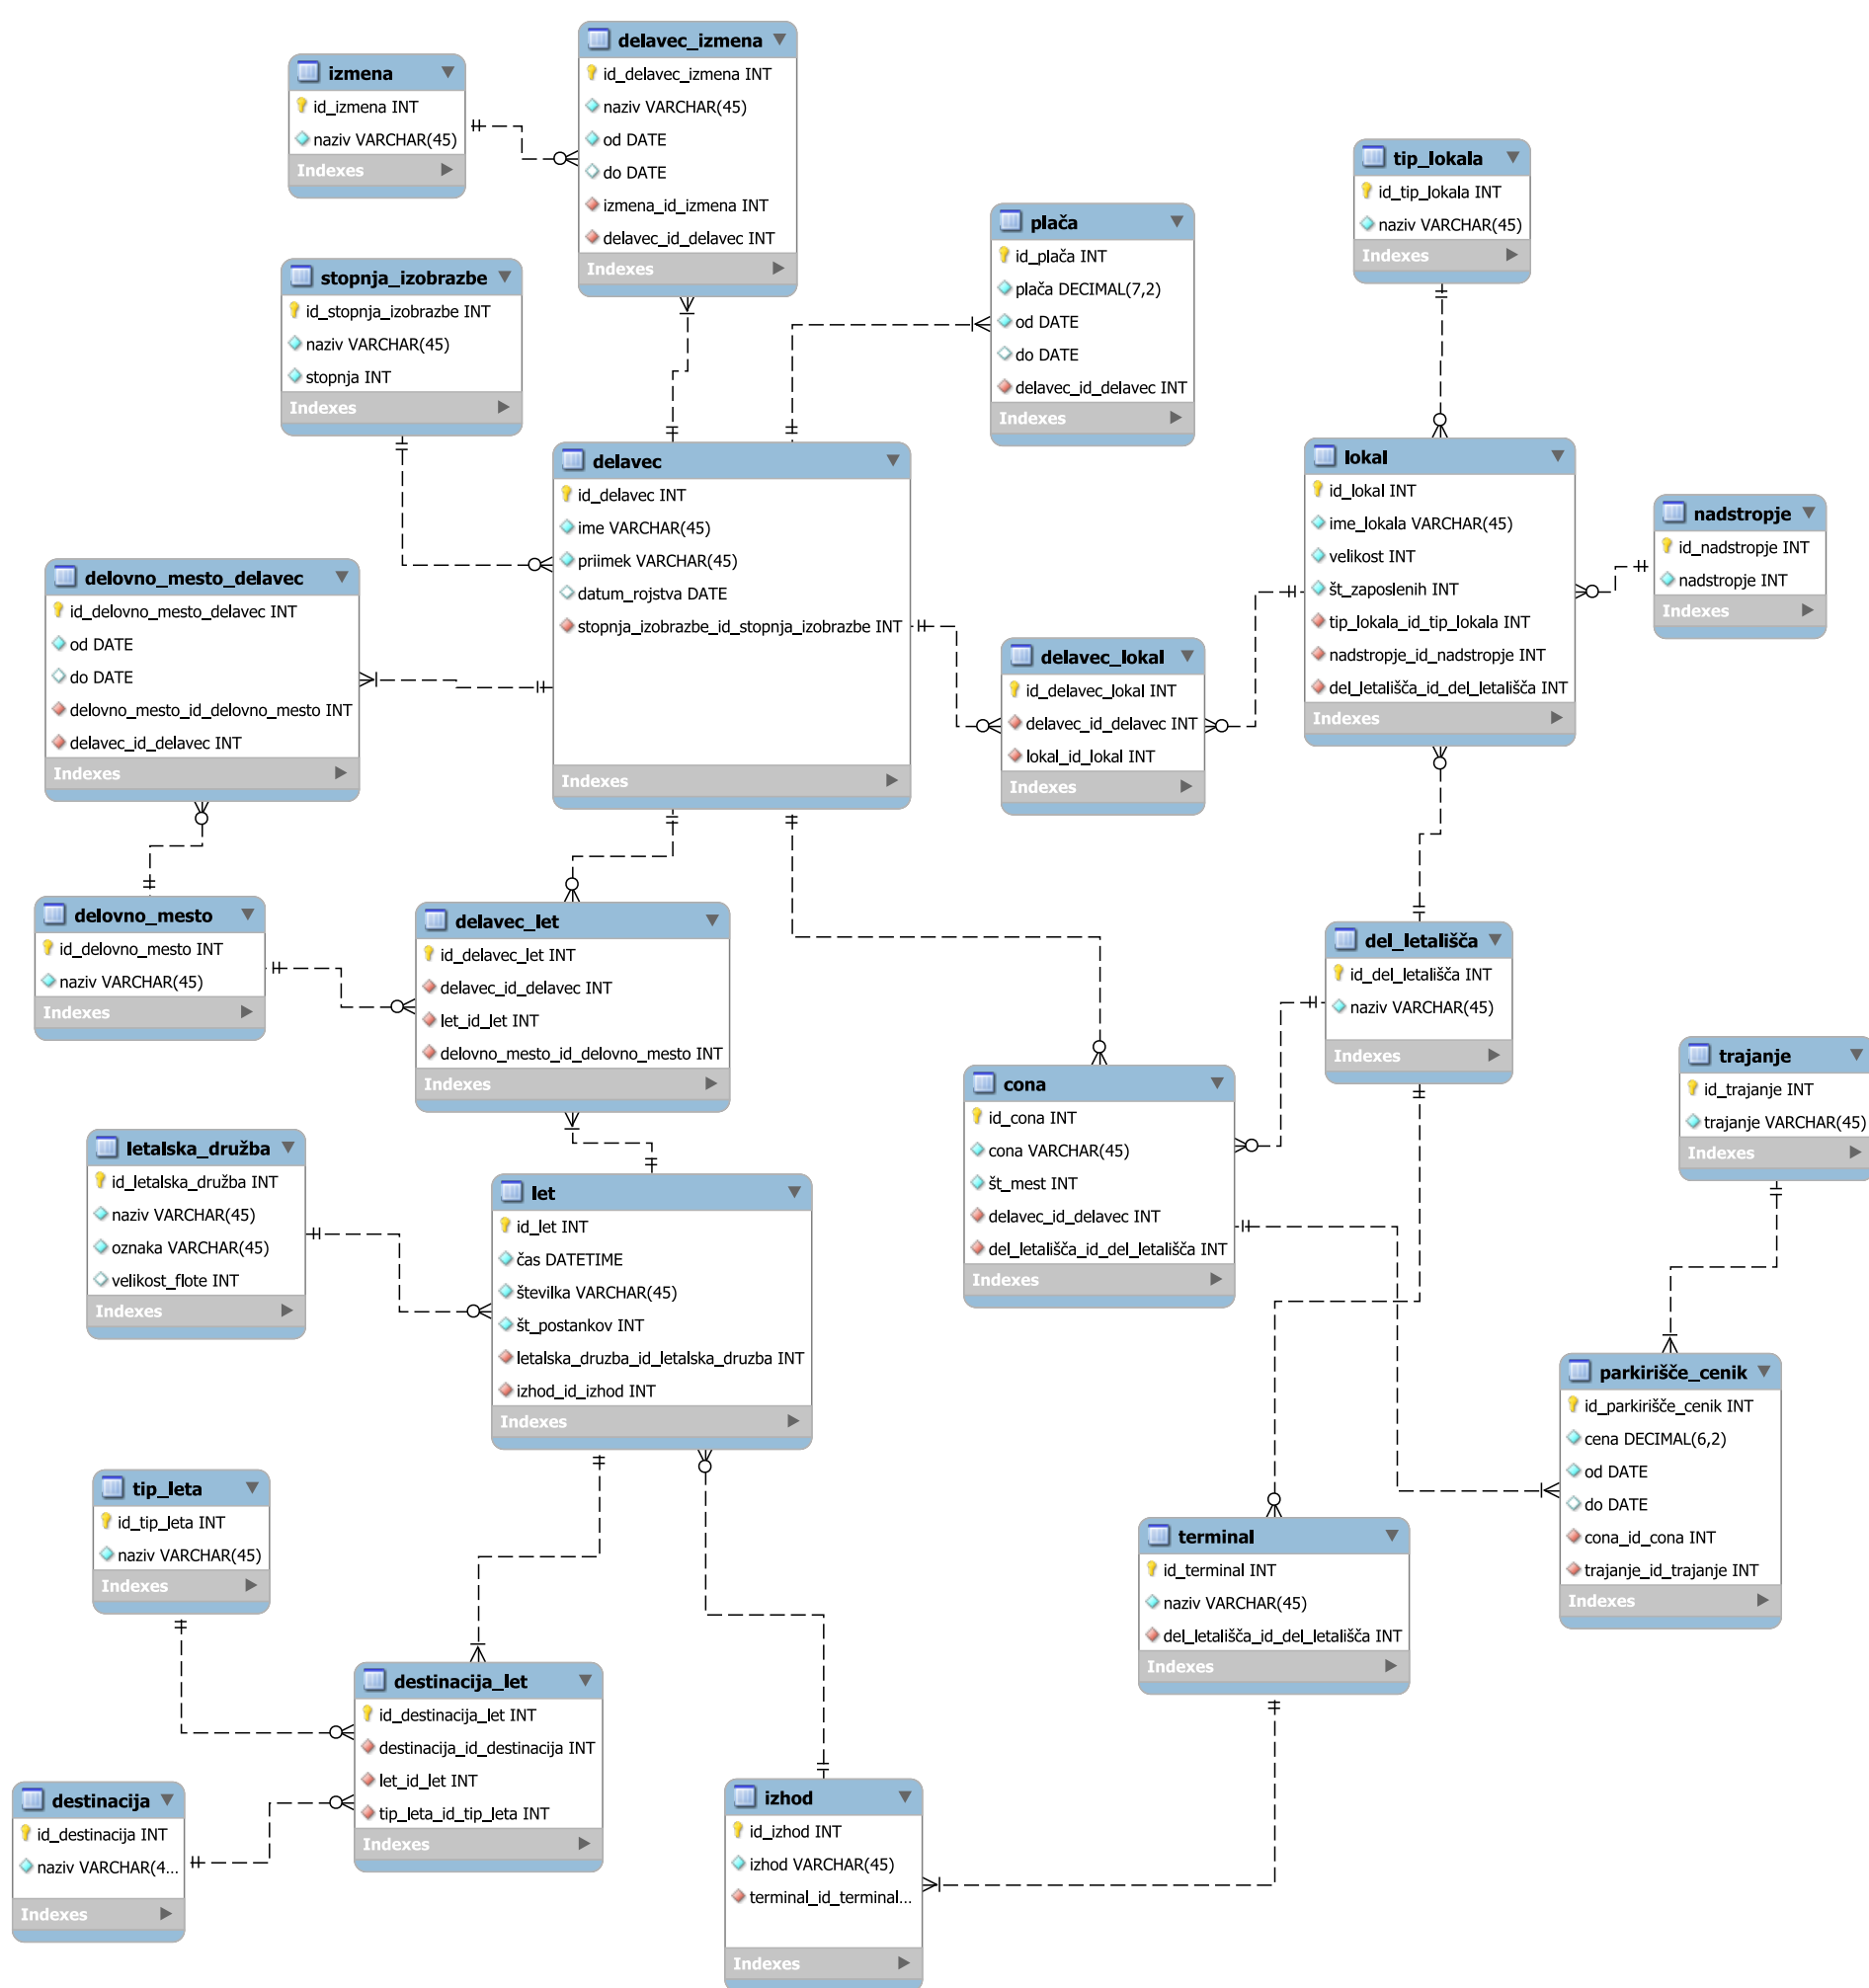 delavec_izmena
id_delavec_izmena INT
naziv VARCHAR(45)
od DATE
do DATE
izmena_id_izmena INT
delavec_id_delavec INT
Indexes
izmena
id_izmena INT
naziv VARCHAR(45)
Indexes
tip_lokala
id_tip_lokala INT
naziv VARCHAR(45)
Indexes
plača
id_plača INT
plača DECIMAL(7,2)
od DATE
do DATE
delavec_id_delavec INT
Indexes
stopnja_izobrazbe
id_stopnja_izobrazbe INT
naziv VARCHAR(45)
stopnja INT
Indexes
delavec
id_delavec INT
ime VARCHAR(45)
priimek VARCHAR(45)
datum_rojstva DATE
stopnja_izobrazbe_id_stopnja_izobrazbe INT
Indexes
lokal
id_lokal INT
ime_lokala VARCHAR(45)
velikost INT
št_zaposlenih INT
tip_lokala_id_tip_lokala INT
nadstropje_id_nadstropje INT
del_letališča_id_del_letališča INT
Indexes
nadstropje
id_nadstropje INT
nadstropje INT
Indexes
delovno_mesto_delavec
id_delovno_mesto_delavec INT
od DATE
do DATE
delovno_mesto_id_delovno_mesto INT
delavec_id_delavec INT
Indexes
delavec_lokal
id_delavec_lokal INT
delavec_id_delavec INT
lokal_id_lokal INT
Indexes
delovno_mesto
id_delovno_mesto INT
naziv VARCHAR(45)
Indexes
delavec_let
id_delavec_let INT
delavec_id_delavec INT
let_id_let INT
delovno_mesto_id_delovno_mesto INT
Indexes
del_letališča
id_del_letališča INT
naziv VARCHAR(45)
Indexes
trajanje
id_trajanje INT
trajanje VARCHAR(45)
Indexes
cona
id_cona INT
cona VARCHAR(45)
št_mest INT
delavec_id_delavec INT
del_letališča_id_del_letališča INT
Indexes
letalska_družba
id_letalska_družba INT
naziv VARCHAR(45)
oznaka VARCHAR(45)
velikost_flote INT
Indexes
let
id_let INT
čas DATETIME
številka VARCHAR(45)
št_postankov INT
letalska_druzba_id_letalska_druzba INT
izhod_id_izhod INT
Indexes
parkirišče_cenik
id_parkirišče_cenik INT
cena DECIMAL(6,2)
od DATE
do DATE
cona_id_cona INT
trajanje_id_trajanje INT
Indexes
tip_leta
id_tip_leta INT
naziv VARCHAR(45)
Indexes
terminal
id_terminal INT
naziv VARCHAR(45)
del_letališča_id_del_letališča INT
Indexes
destinacija_let
id_destinacija_let INT
destinacija_id_destinacija INT
let_id_let INT
tip_leta_id_tip_leta INT
Indexes
destinacija
id_destinacija INT
naziv VARCHAR(4...
Indexes
izhod
id_izhod INT
izhod VARCHAR(45)
terminal_id_terminal...
Indexes